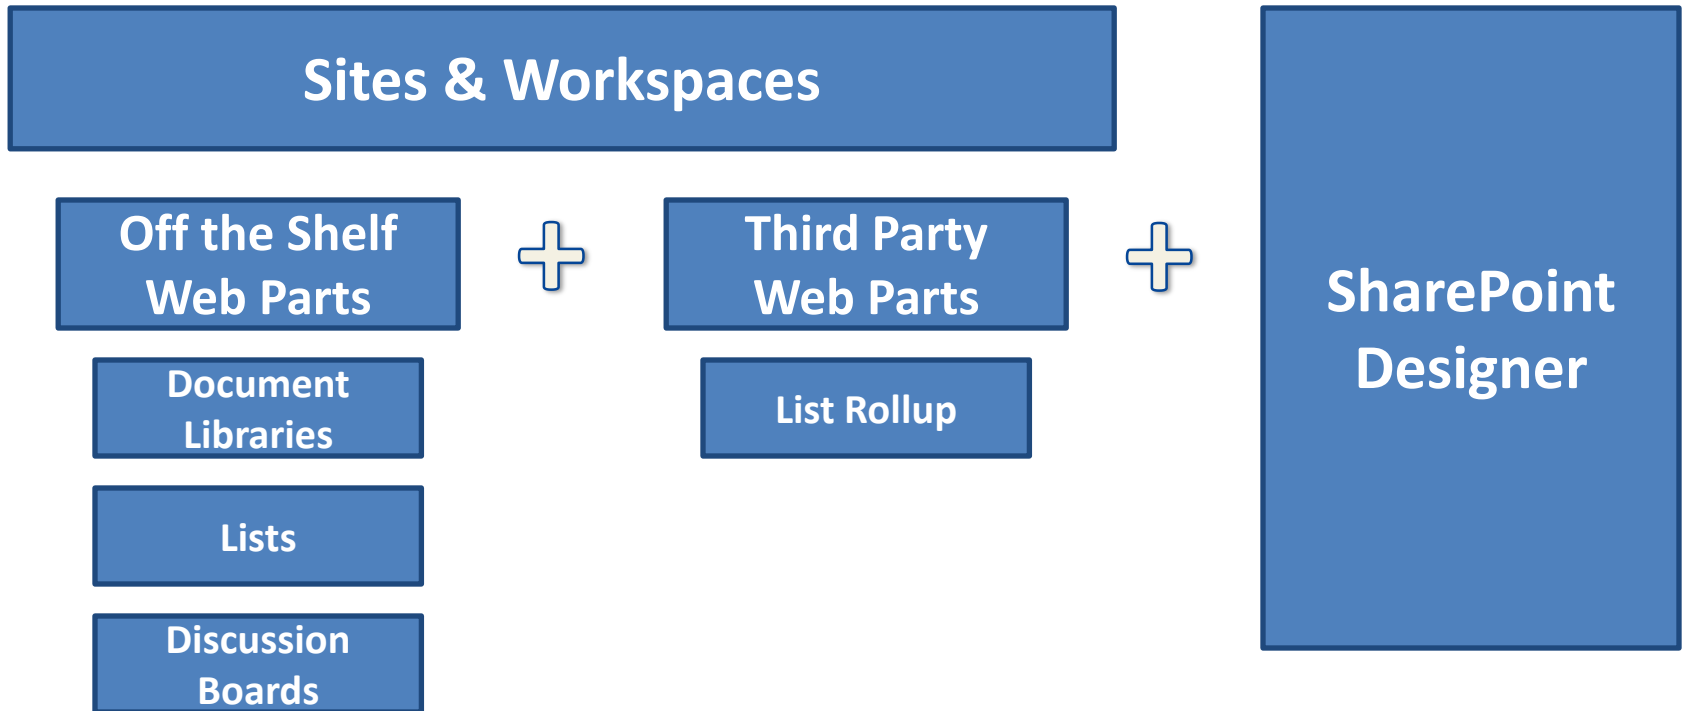 Sites & Workspaces
Off the Shelf
Web Parts
Document
Libraries
Lists
Discussion
Boards
Third Party
Web Parts
List Rollup
SharePoint
Designer